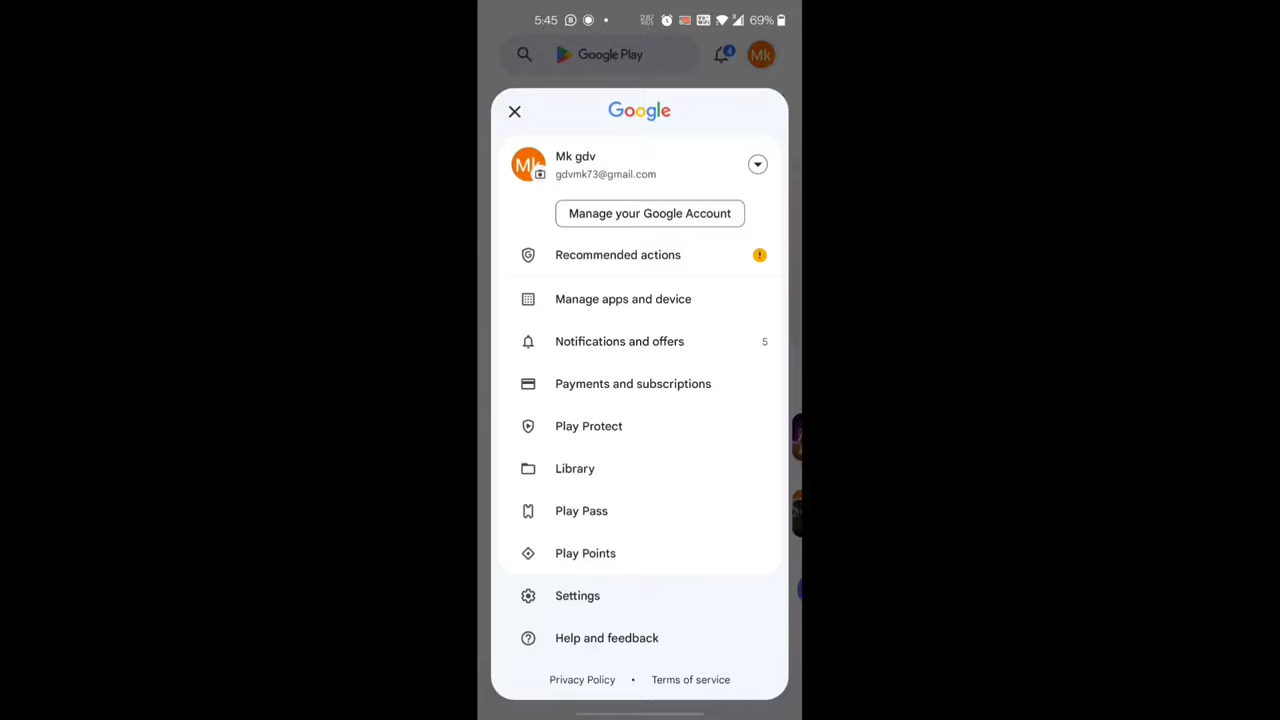 5:45 69%
Google Play 4 Mk
Google
Mk
Mk gdv
gdvmk73@gmail.com
Manage your Google Account
Recommended actions
Manage apps and device
Notifications and offers 5
Payments and subscriptions
Play Protect
Library
Play Pass
Play Points
Settings
Help and feedback
Privacy Policy • Terms of service